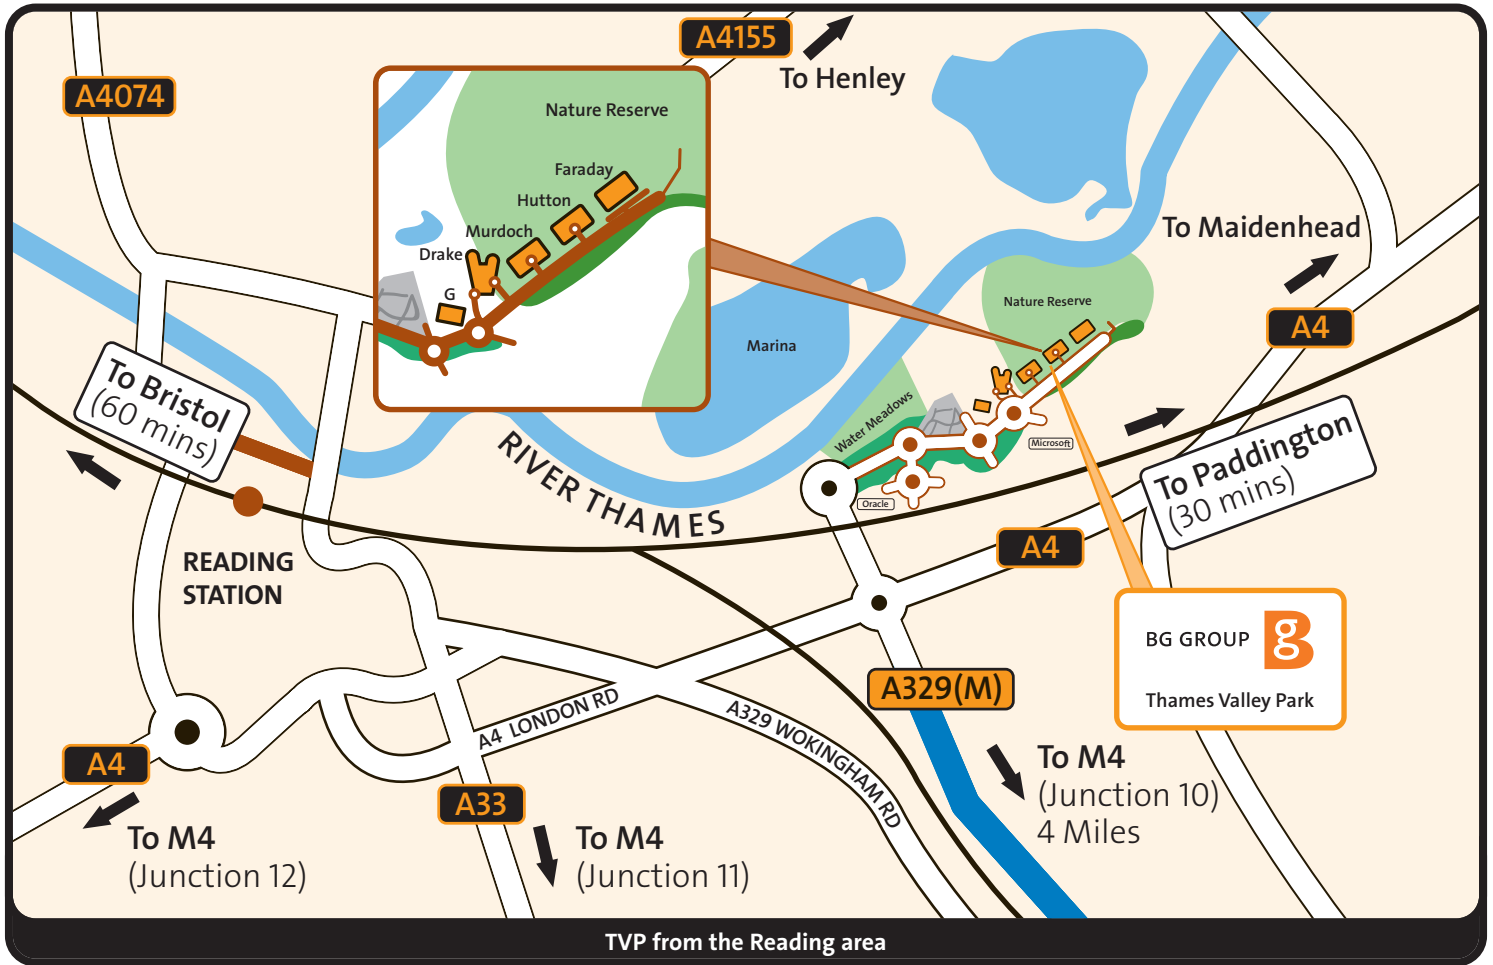 A4155
To Henley
A4074
Nature Reserve
Faraday
Hutton
Murdoch
Drake
G
To Maidenhead
A4
Nature Reserve
Marina
To Bristol
(60 mins)
Water Meadows
Microsoft
Oracle
RIVER THAMES
To Paddington
(30 mins)
READING
STATION
A4
BG GROUP
g
Thames Valley Park
A329(M)
A4 LONDON RD
A329 WOKINGHAM RD
A4
To M4
(Junction 12)
A33
To M4
(Junction 11)
To M4
(Junction 10)
4 Miles
TVP from the Reading area